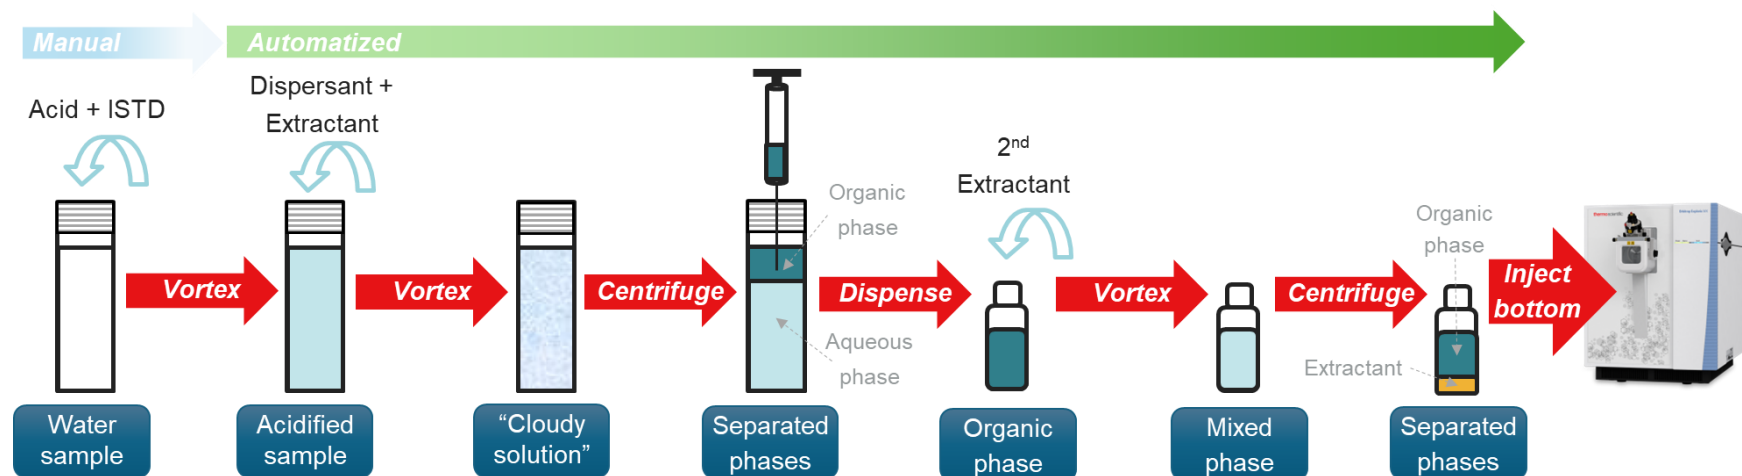 Manual
Automatized
Acid + ISTD
Dispersant +
Extractant
2nd
Extractant
Organic
phase
Aqueous
phase
Organic
phase
Extractant
Vortex
Vortex
Centrifuge
Dispense
Vortex
Centrifuge
Inject
bottom
Water
sample
Acidified
sample
“Cloudy
solution”
Separated
phases
Organic
phase
Mixed
phase
Separated
phases